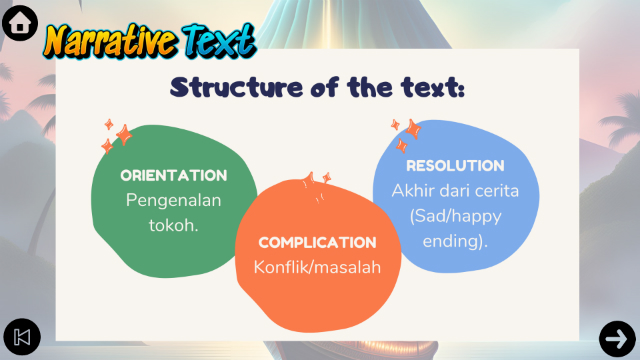 Narrative Text
Structure of the text:
ORIENTATION
Pengenalan
tokoh.
COMPLICATION
Konflik/masalah
RESOLUTION
Akhir dari cerita
(Sad/happy
ending).